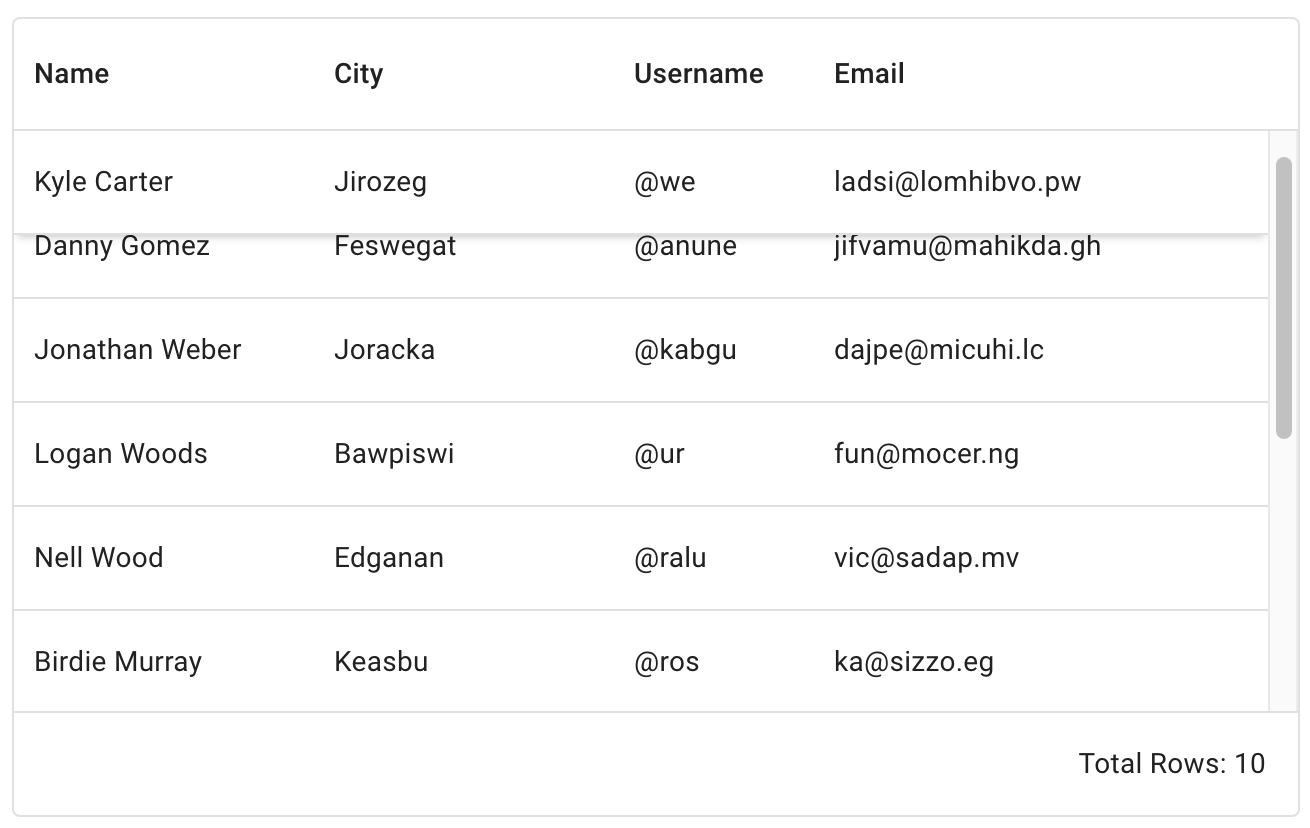 Name City Username Email
Kyle Carter Jirozeg @we ladsi@lomhibvo.pw
Danny Gomez Feswegat @anune jifvamu@mahikda.gh
Jonathan Weber Joracka @kabgu dajpe@micuhi.lc
Logan Woods Bawpiswi @ur fun@mocer.ng
Nell Wood Edganan @ralu vic@sadap.mv
Birdie Murray Keasbu @ros ka@sizzo.eg
Total Rows: 10